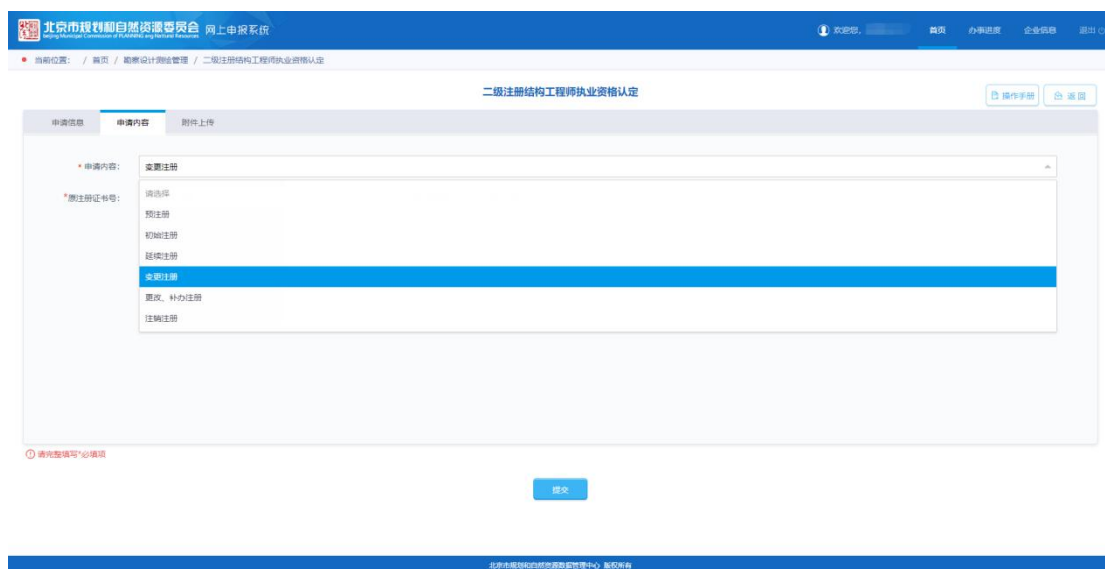 北京市规划和自然资源委员会 网上申报系统
Beijing Municipal Commission of PLANNING ang Natural Resources
欢迎您, 首页 办事进度 企业信息 退出
当前位置: / 首页 / 勘察设计测绘管理 / 二级注册结构工程师执业资格认定
二级注册结构工程师执业资格认定
操作手册 返回
申请信息 申请内容 附件上传
* 申请内容: 变更注册
*原注册证书号: 请选择
预注册
初始注册
延续注册
变更注册
更改、补办注册
注销注册
请完整填写*必填项
提交
北京市规划和自然资源数据管理中心 版权所有